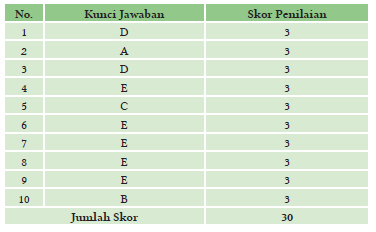 No. Kunci Jawaban Skor Penilaian
1 D 3
2 A 3
3 D 3
4 E 3
5 C 3
6 E 3
7 E 3
8 E 3
9 E 3
10 B 3
Jumlah Skor 30